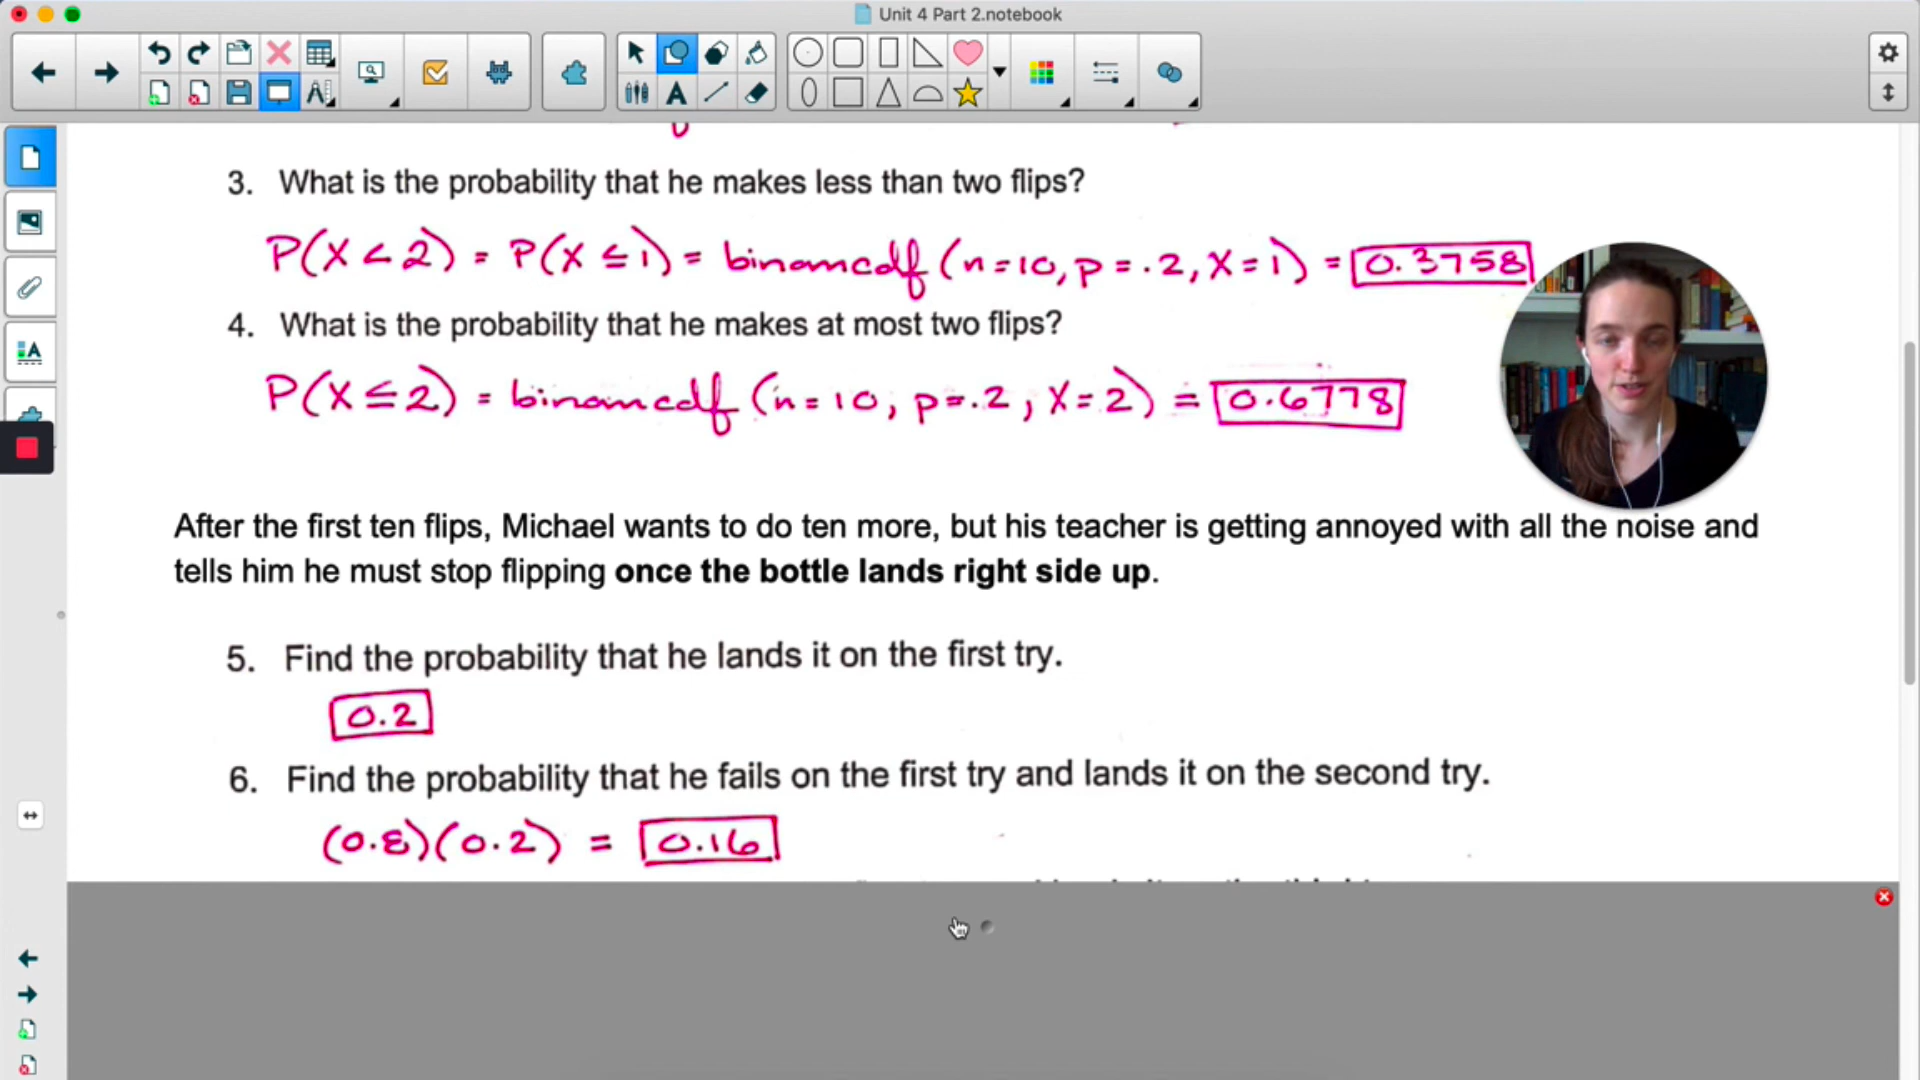 Unit 4 Part 2.notebook
3. What is the probability that he makes less than two flips?
P(X < 2) = P(X ≤ 1) = binomcdf (n=10, p=.2, X=1) = 0.3758
4. What is the probability that he makes at most two flips?
P(X ≤ 2) = binomcdf (n=10, p=.2, X=2) = 0.6778
After the first ten flips, Michael wants to do ten more, but his teacher is getting annoyed with all the noise and
tells him he must stop flipping once the bottle lands right side up.
5. Find the probability that he lands it on the first try.
0.2
6. Find the probability that he fails on the first try and lands it on the second try.
(0.8)(0.2) = 0.16